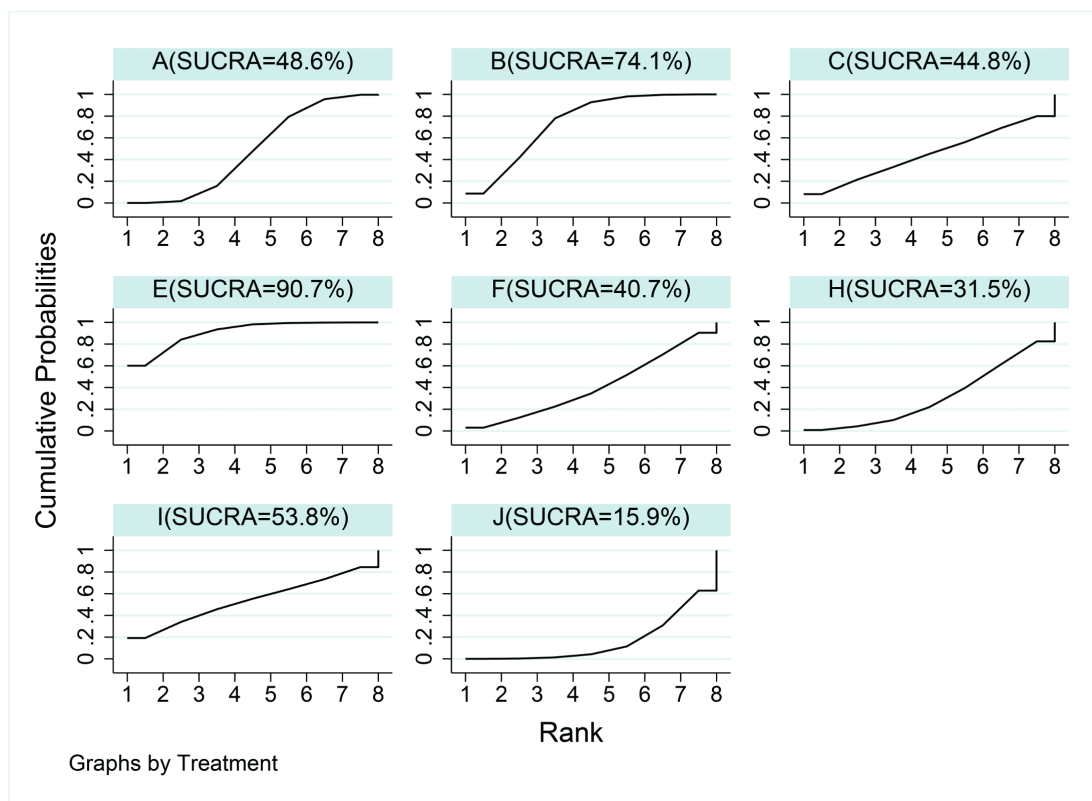 A(SUCRA=48.6%)
B(SUCRA=74.1%)
C(SUCRA=44.8%)
0 .2 .4 .6 .8 1
1 2 3 4 5 6 7 8
0 .2 .4 .6 .8 1
1 2 3 4 5 6 7 8
0 .2 .4 .6 .8 1
1 2 3 4 5 6 7 8
E(SUCRA=90.7%)
F(SUCRA=40.7%)
H(SUCRA=31.5%)
0 .2 .4 .6 .8 1
1 2 3 4 5 6 7 8
0 .2 .4 .6 .8 1
1 2 3 4 5 6 7 8
0 .2 .4 .6 .8 1
1 2 3 4 5 6 7 8
I(SUCRA=53.8%)
J(SUCRA=15.9%)
0 .2 .4 .6 .8 1
1 2 3 4 5 6 7 8
0 .2 .4 .6 .8 1
1 2 3 4 5 6 7 8
Cumulative Probabilities
Rank
Graphs by Treatment